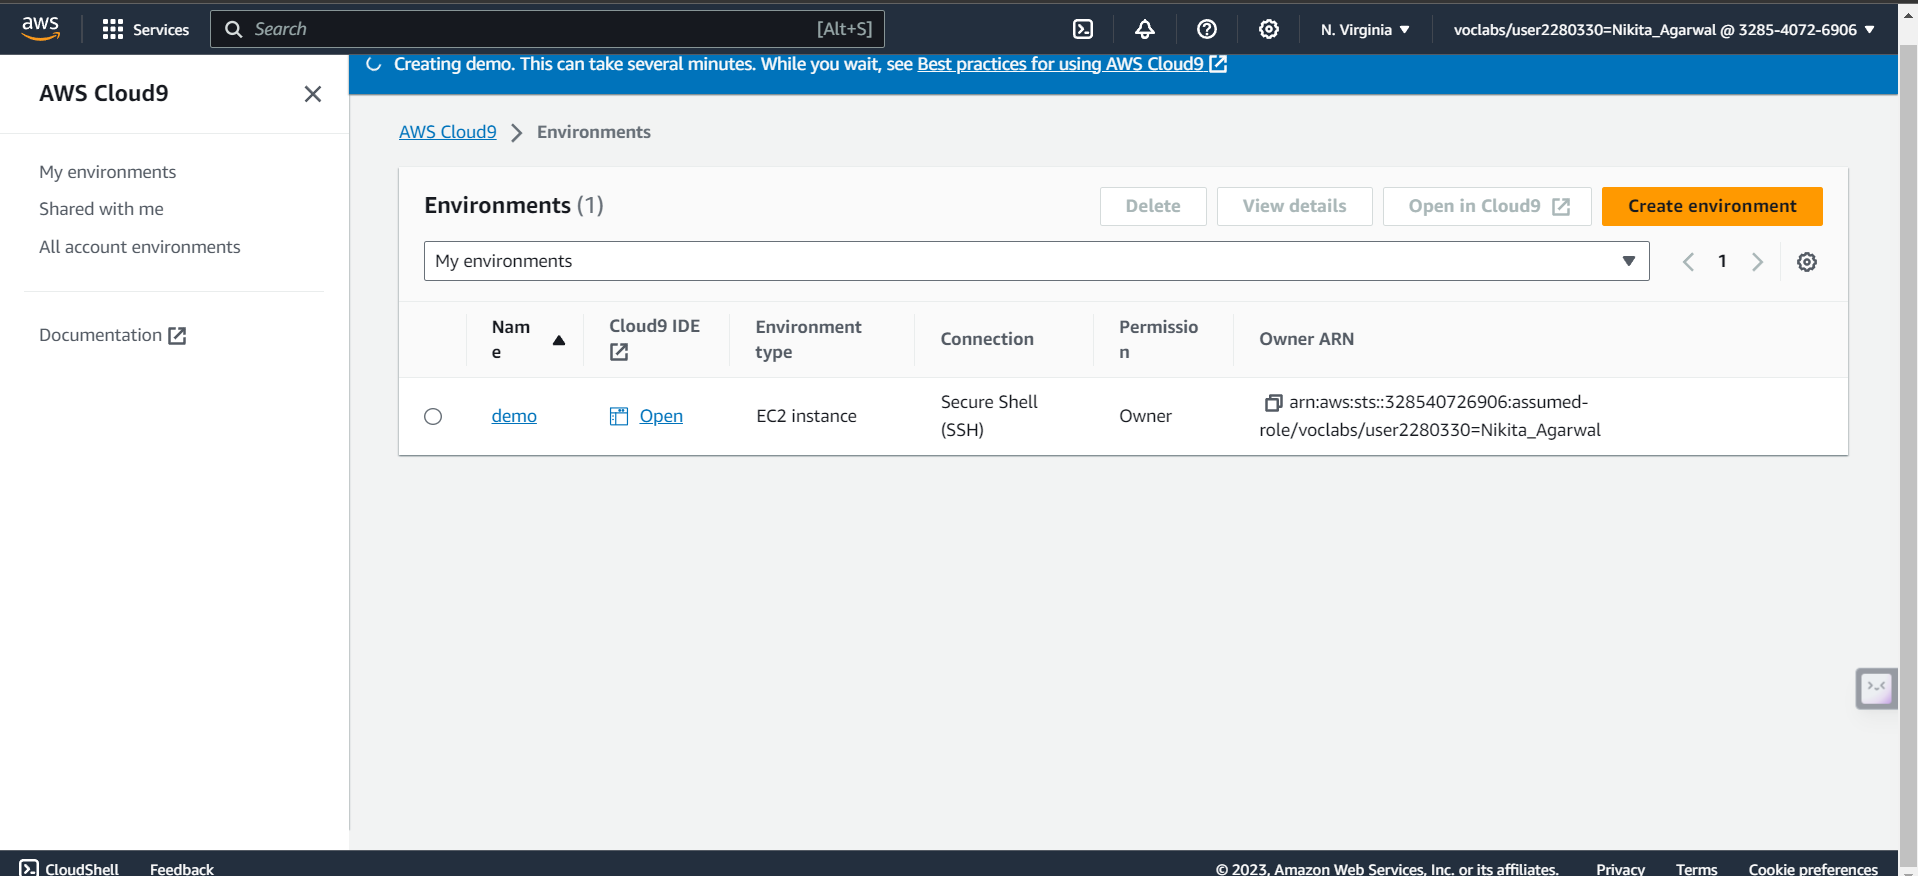 aws
Services
Search
[Alt+S]
N. Virginia
voclabs/user2280330=Nikita_Agarwal @ 3285-4072-6906
Creating demo. This can take several minutes. While you wait, see Best practices for using AWS Cloud9
AWS Cloud9
My environments
Shared with me
All account environments
Documentation
AWS Cloud9
Environments
Environments (1)
Delete
View details
Open in Cloud9
Create environment
My environments
1
Nam
e
Cloud9 IDE
Environment
type
Connection
Permissio
n
Owner ARN
demo
Open
EC2 instance
Secure Shell
(SSH)
Owner
arn:aws:sts::328540726906:assumed-
role/voclabs/user2280330=Nikita_Agarwal
CloudShell
Feedback
© 2023, Amazon Web Services, Inc. or its affiliates.
Privacy
Terms
Cookie preferences